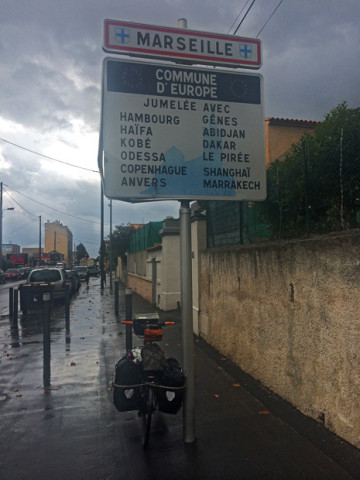 MARSEILLE
COMMUNE
D'EUROPE
JUMELÉE AVEC
HAMBOURG GÊNES
HAÏFA ABIDJAN
KOBÉ DAKAR
ODESSA LE PIRÉE
COPENHAGUE SHANGHAÏ
ANVERS MARRAKECH